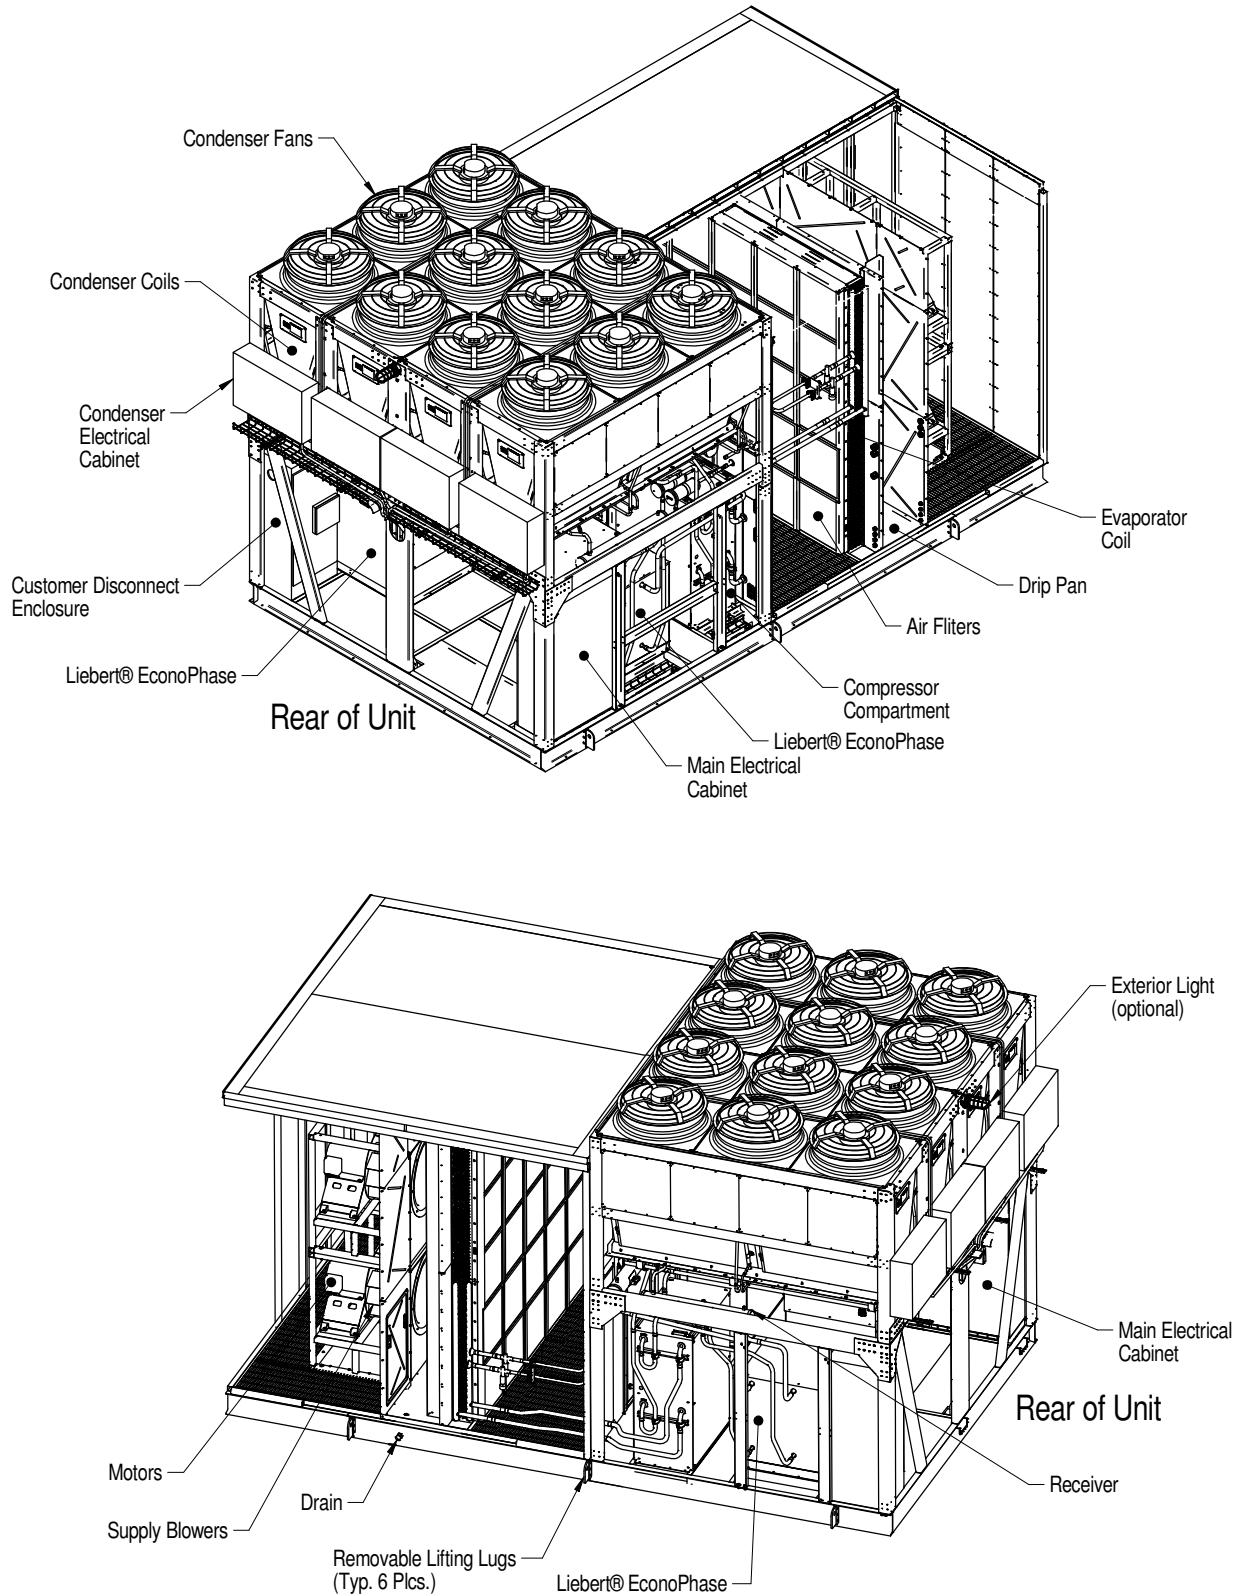 Condenser Fans
Condenser Coils
Condenser
Electrical
Cabinet
Customer Disconnect
Enclosure
Liebert® EconoPhase
Rear of Unit
Evaporator
Coil
Drip Pan
Air Fliters
Compressor
Compartment
Liebert® EconoPhase
Main Electrical
Cabinet
Exterior Light
(optional)
Main Electrical
Cabinet
Rear of Unit
Receiver
Motors
Drain
Supply Blowers
Removable Lifting Lugs
(Typ. 6 Plcs.)
Liebert® EconoPhase